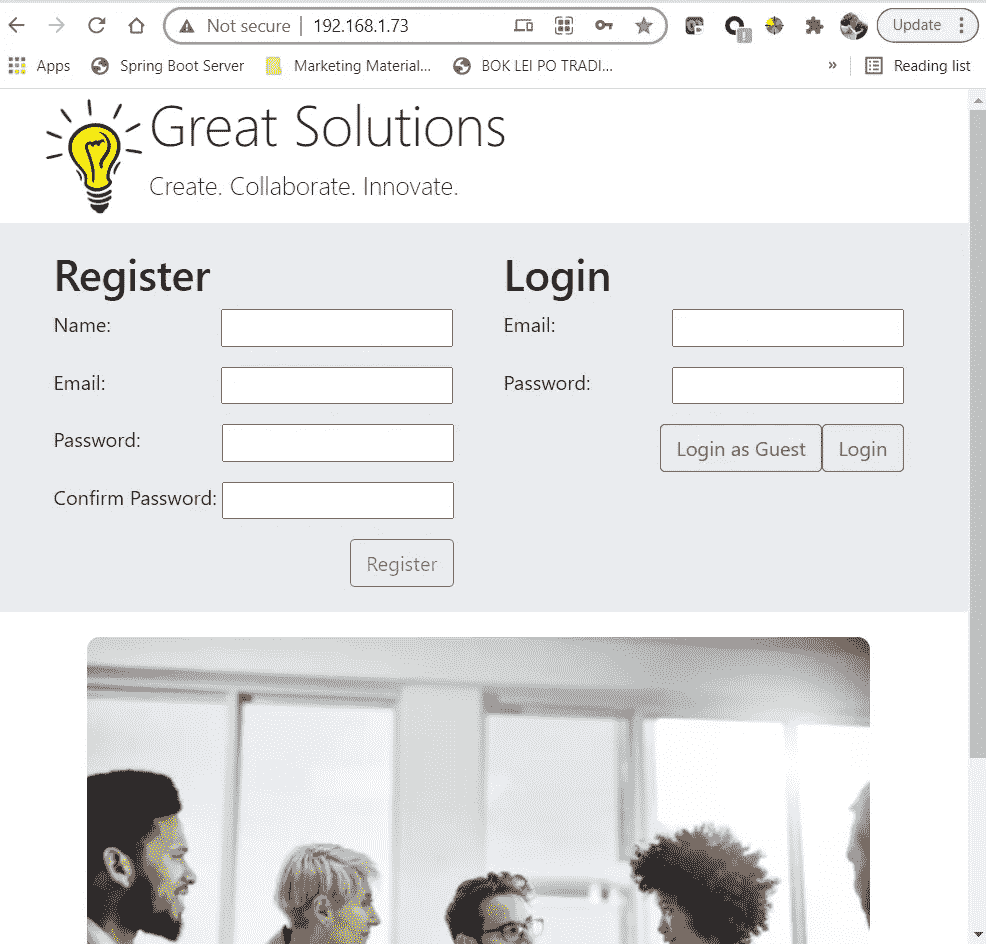 Not secure | 192.168.1.73
Update
Apps
Spring Boot Server
Marketing Material...
BOK LEI PO TRADI...
»
Reading list
Great Solutions
Create. Collaborate. Innovate.
Register
Name:
Email:
Password:
Confirm Password:
Register
Login
Email:
Password:
Login as Guest
Login